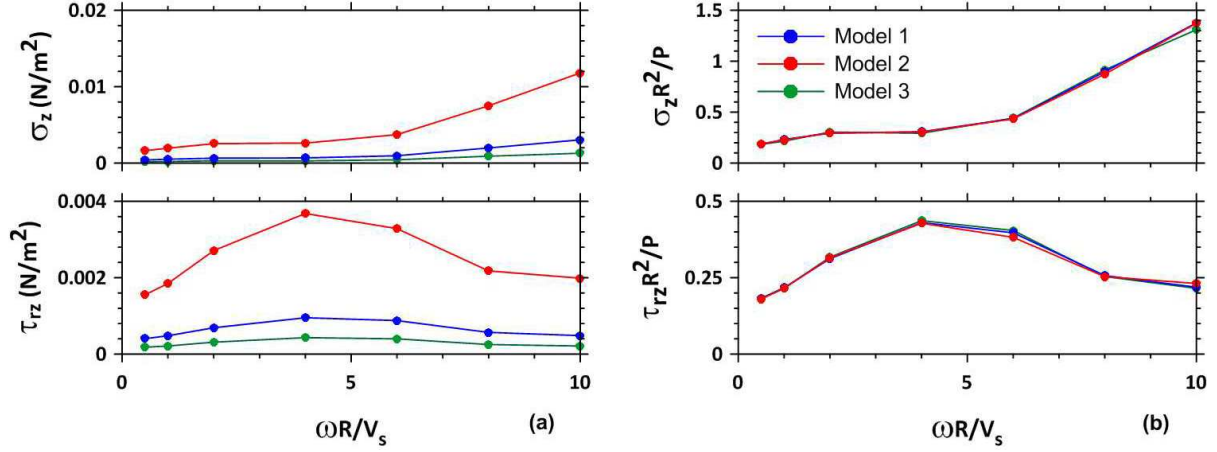 0.02
0.01
0
σz (N/m²)
0.004
0.002
0
τrz (N/m²)
0 5 10
ωR/Vs
(a)
1.5
1
0.5
0
σzR²/P
Model 1
Model 2
Model 3
0.5
0.25
0
τrzR²/P
0 5 10
ωR/Vs
(b)